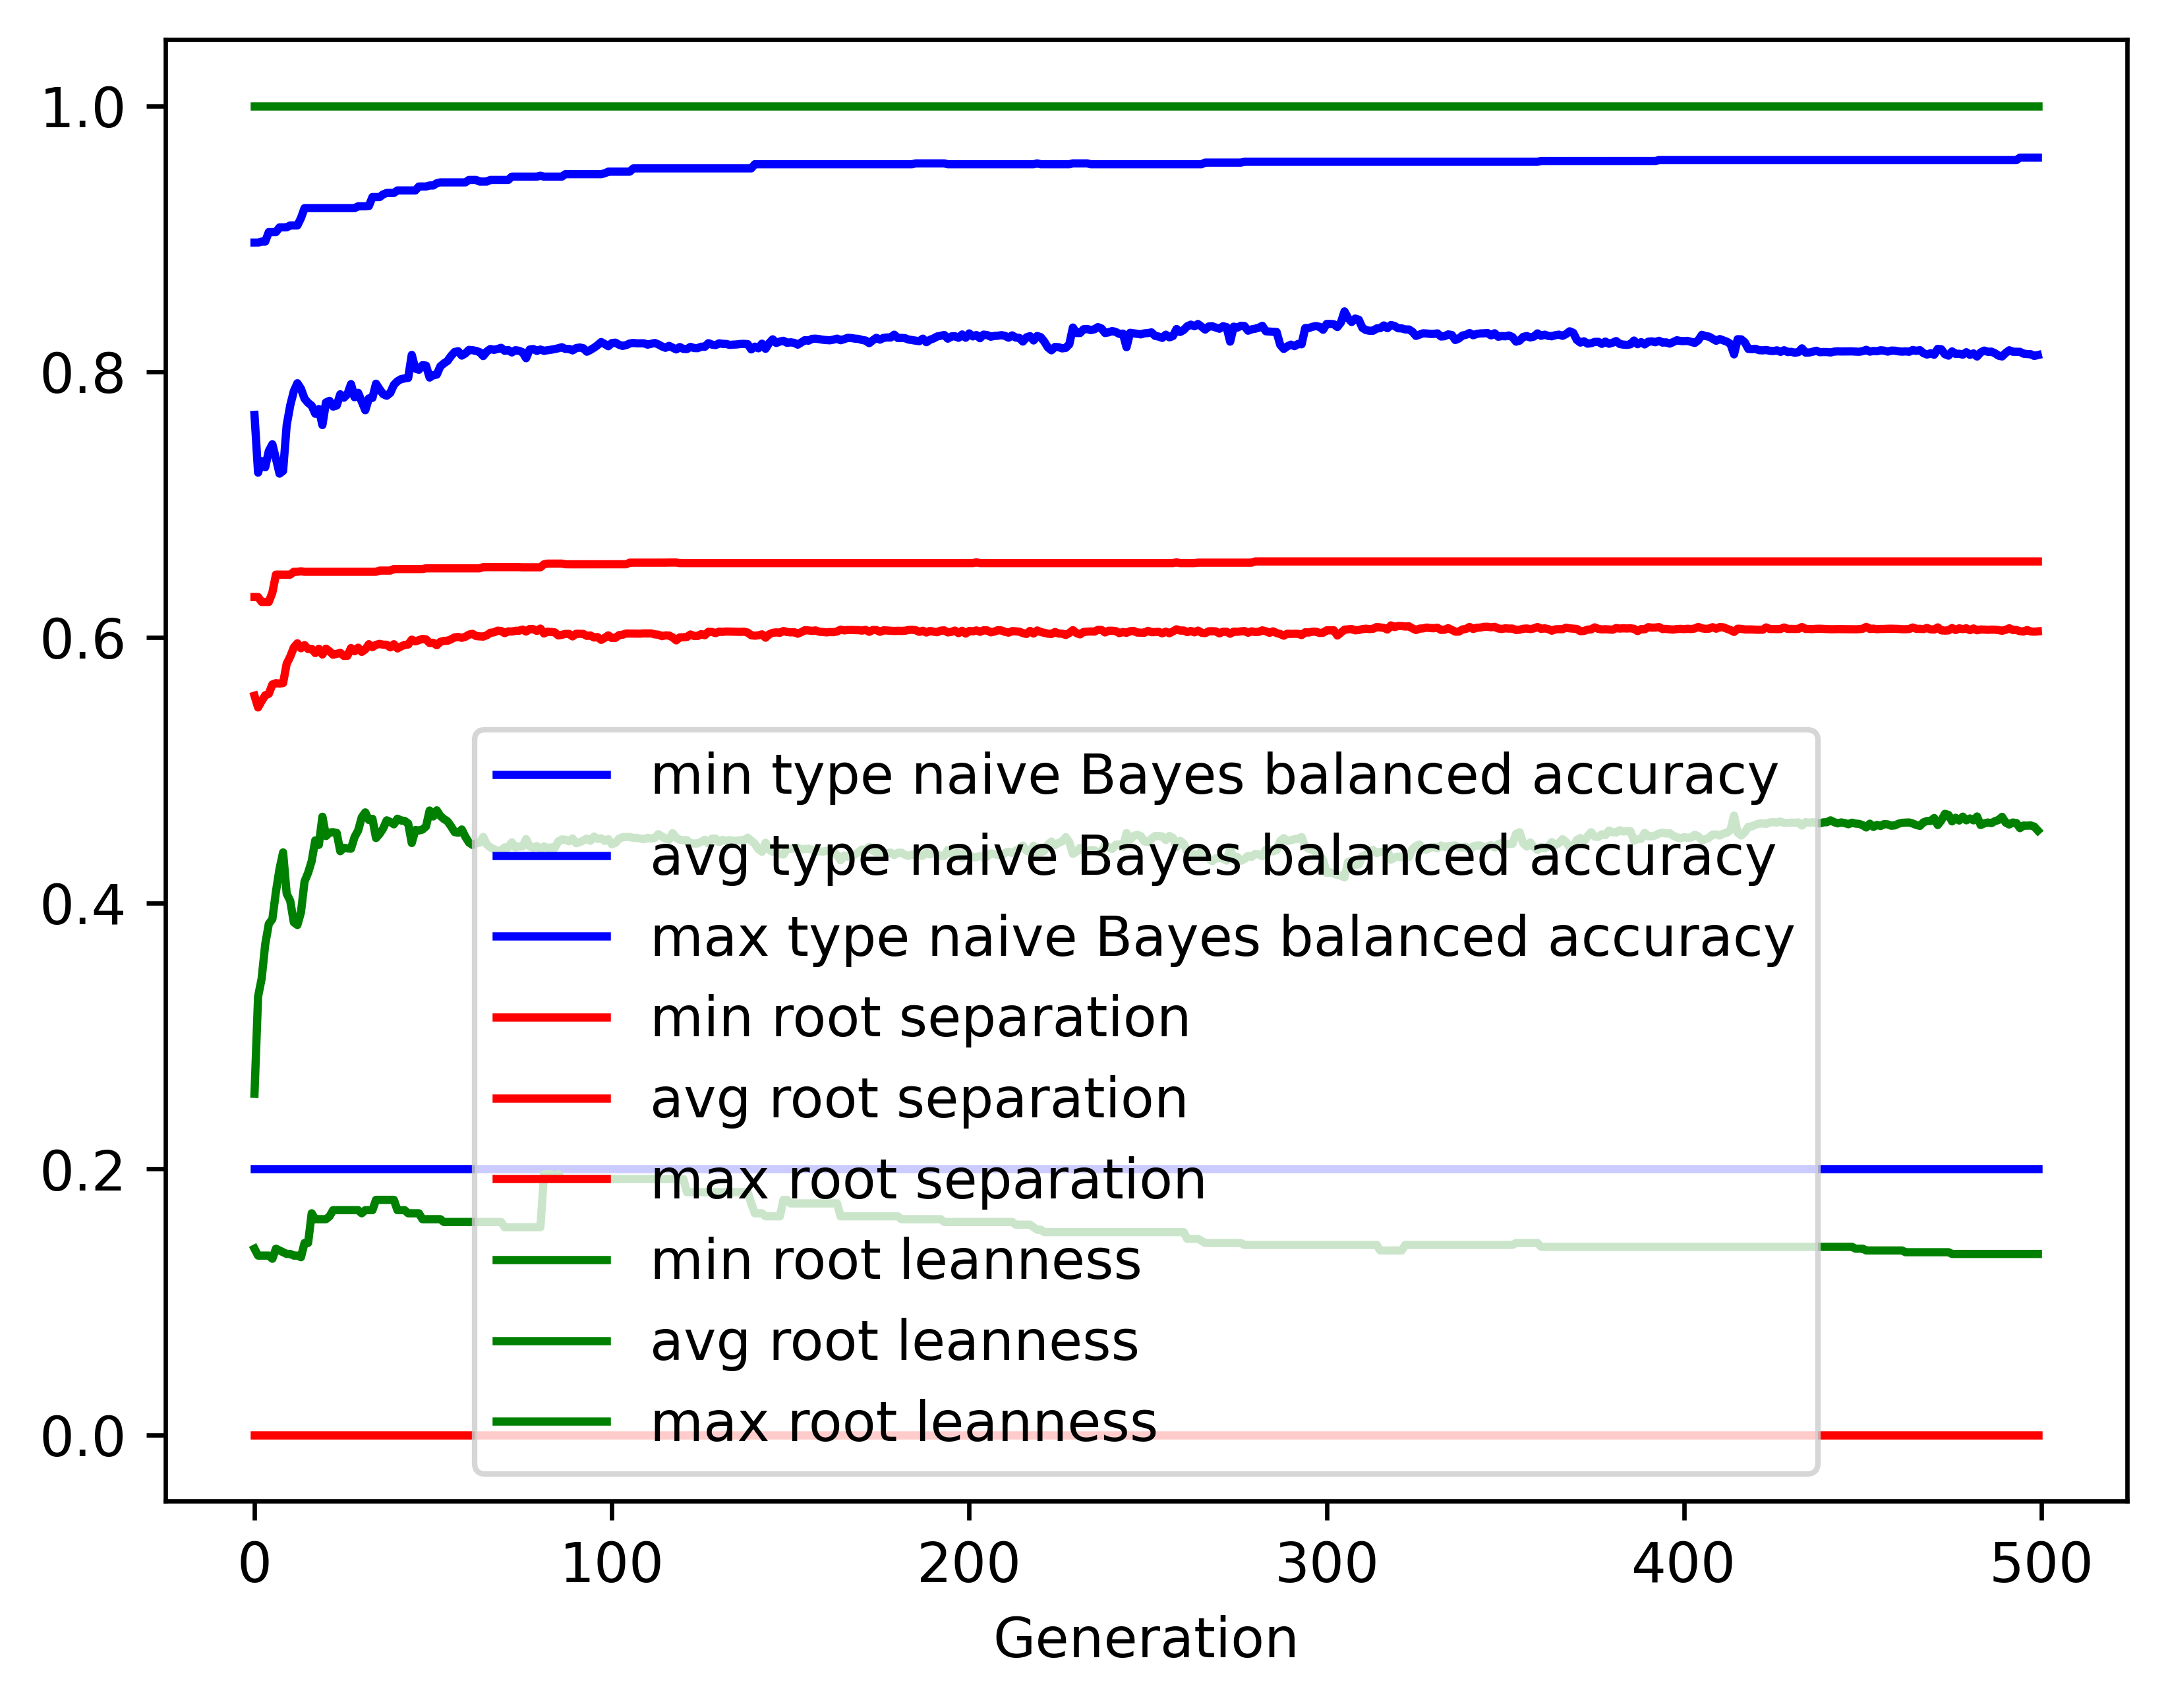 1.0
0.8
0.6
0.4
0.2
0.0
min type naive Bayes balanced accuracy
avg type naive Bayes balanced accuracy
max type naive Bayes balanced accuracy
min root separation
avg root separation
max root separation
min root leanness
avg root leanness
max root leanness
0 100 200 300 400 500
Generation